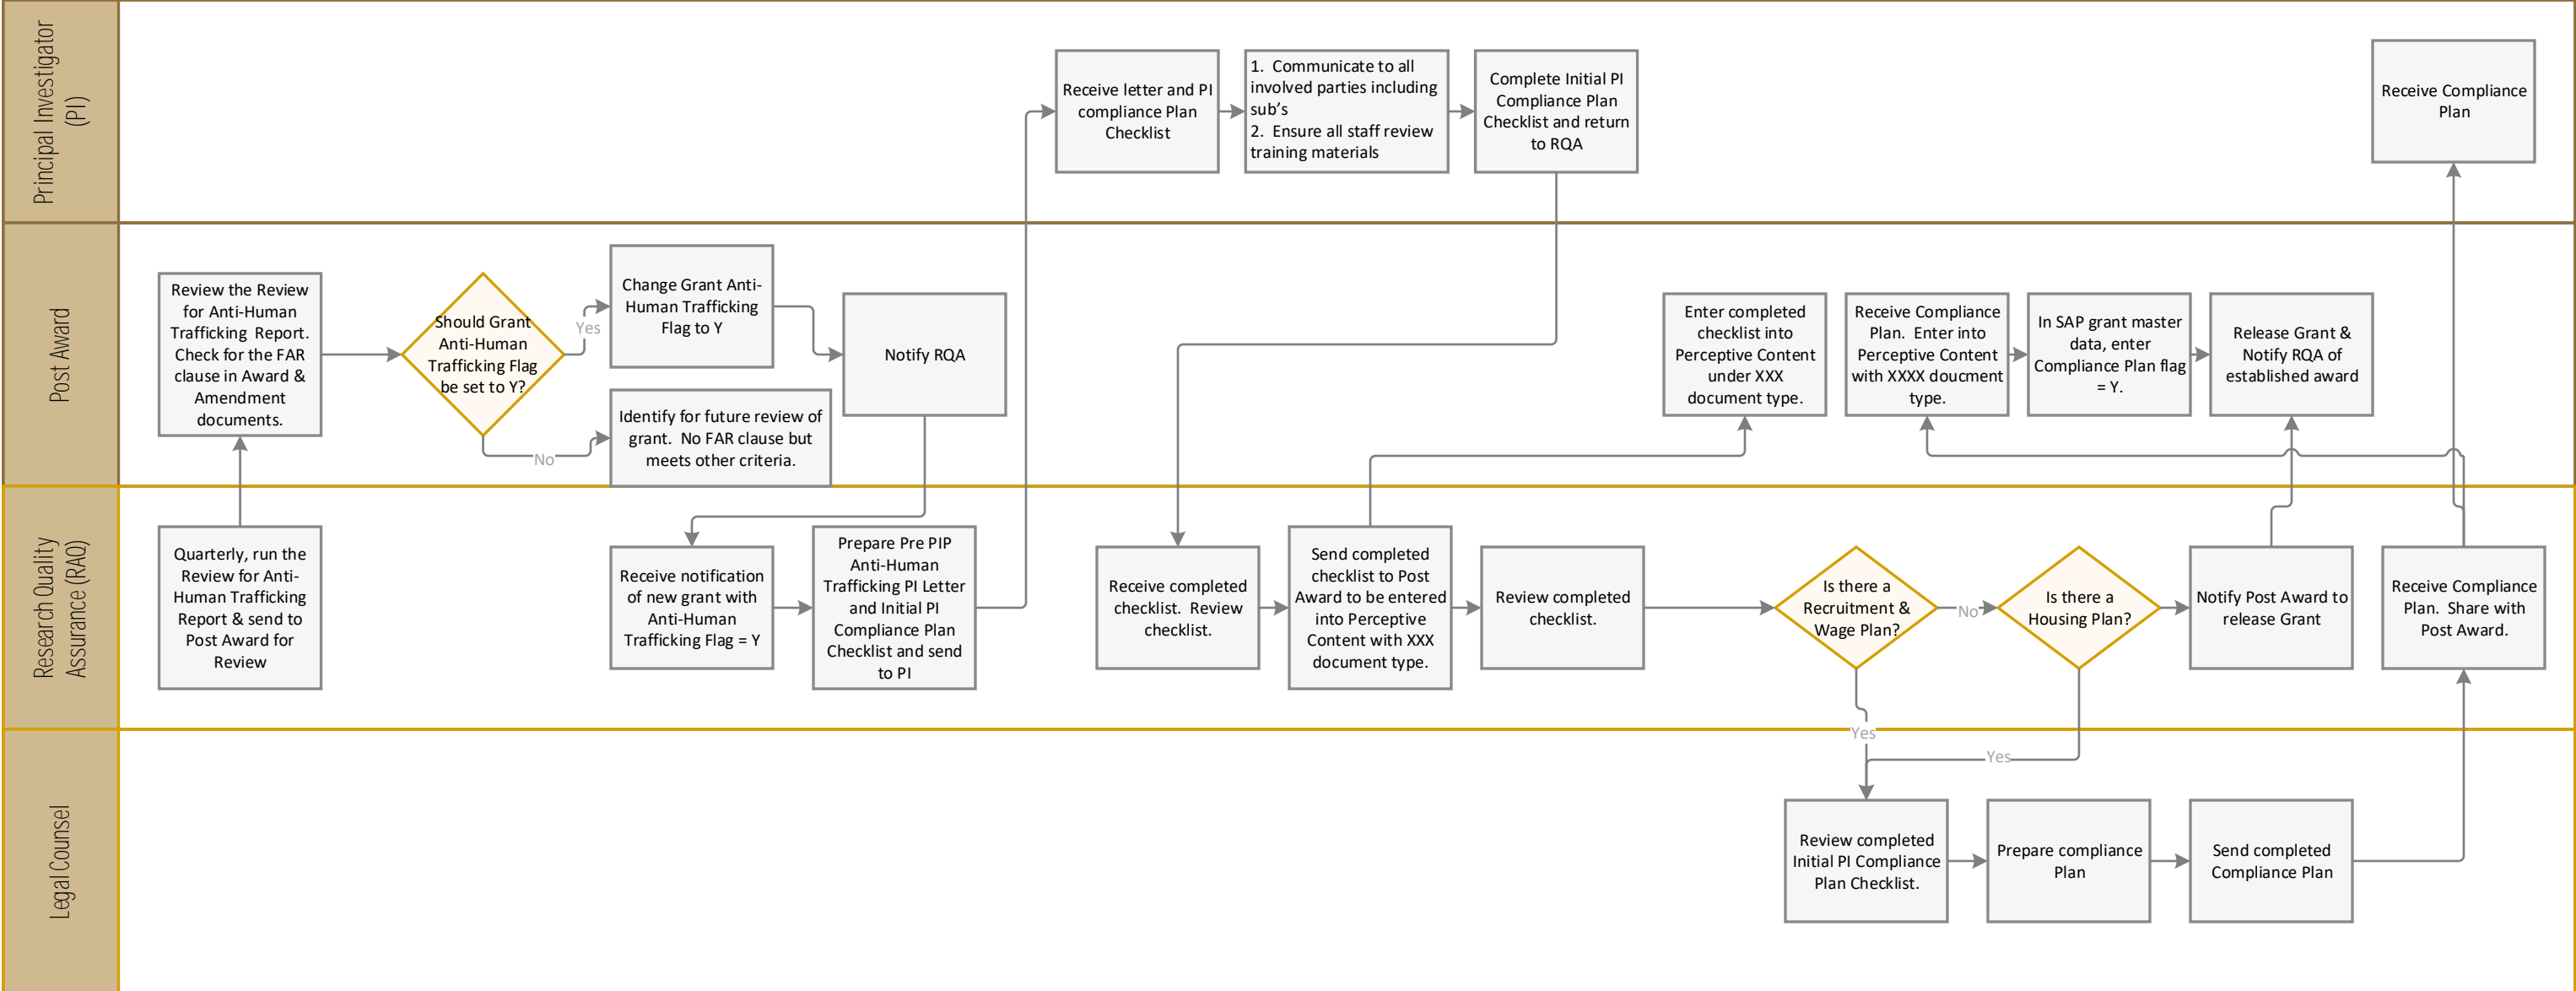 Principal Investigator
(PI)
Receive letter and PI
compliance Plan
Checklist
1. Communicate to all
involved parties including
sub’s
2. Ensure all staff review
training materials
Complete Initial PI
Compliance Plan
Checklist and return
to RQA
Receive Compliance
Plan
Post Award
Review the Review
for Anti-Human
Trafficking Report.
Check for the FAR
clause in Award &
Amendment
documents.
Should Grant
Anti-Human
Trafficking Flag
be set to Y?
Yes
No
Change Grant Anti-
Human Trafficking
Flag to Y
Identify for future review of
grant. No FAR clause but
meets other criteria.
Notify RQA
Enter completed
checklist into
Perceptive Content
under XXX
document type.
Receive Compliance
Plan. Enter into
Perceptive Content
with XXXX doucment
type.
In SAP grant master
data, enter
Compliance Plan flag
= Y.
Release Grant &
Notify RQA of
established award
Research Quality
Assurance (RAQ)
Quarterly, run the
Review for Anti-
Human Trafficking
Report & send to
Post Award for
Review
Receive notification
of new grant with
Anti-Human
Trafficking Flag = Y
Prepare Pre PIP
Anti-Human
Trafficking PI Letter
and Initial PI
Compliance Plan
Checklist and send
to PI
Receive completed
checklist. Review
checklist.
Send completed
checklist to Post
Award to be entered
into Perceptive
Content with XXX
document type.
Review completed
checklist.
Is there a
Recruitment &
Wage Plan?
No
Is there a
Housing Plan?
Notify Post Award to
release Grant
Receive Compliance
Plan. Share with
Post Award.
Yes
Yes
Legal Counsel
Review completed
Initial PI Compliance
Plan Checklist.
Prepare compliance
Plan
Send completed
Compliance Plan